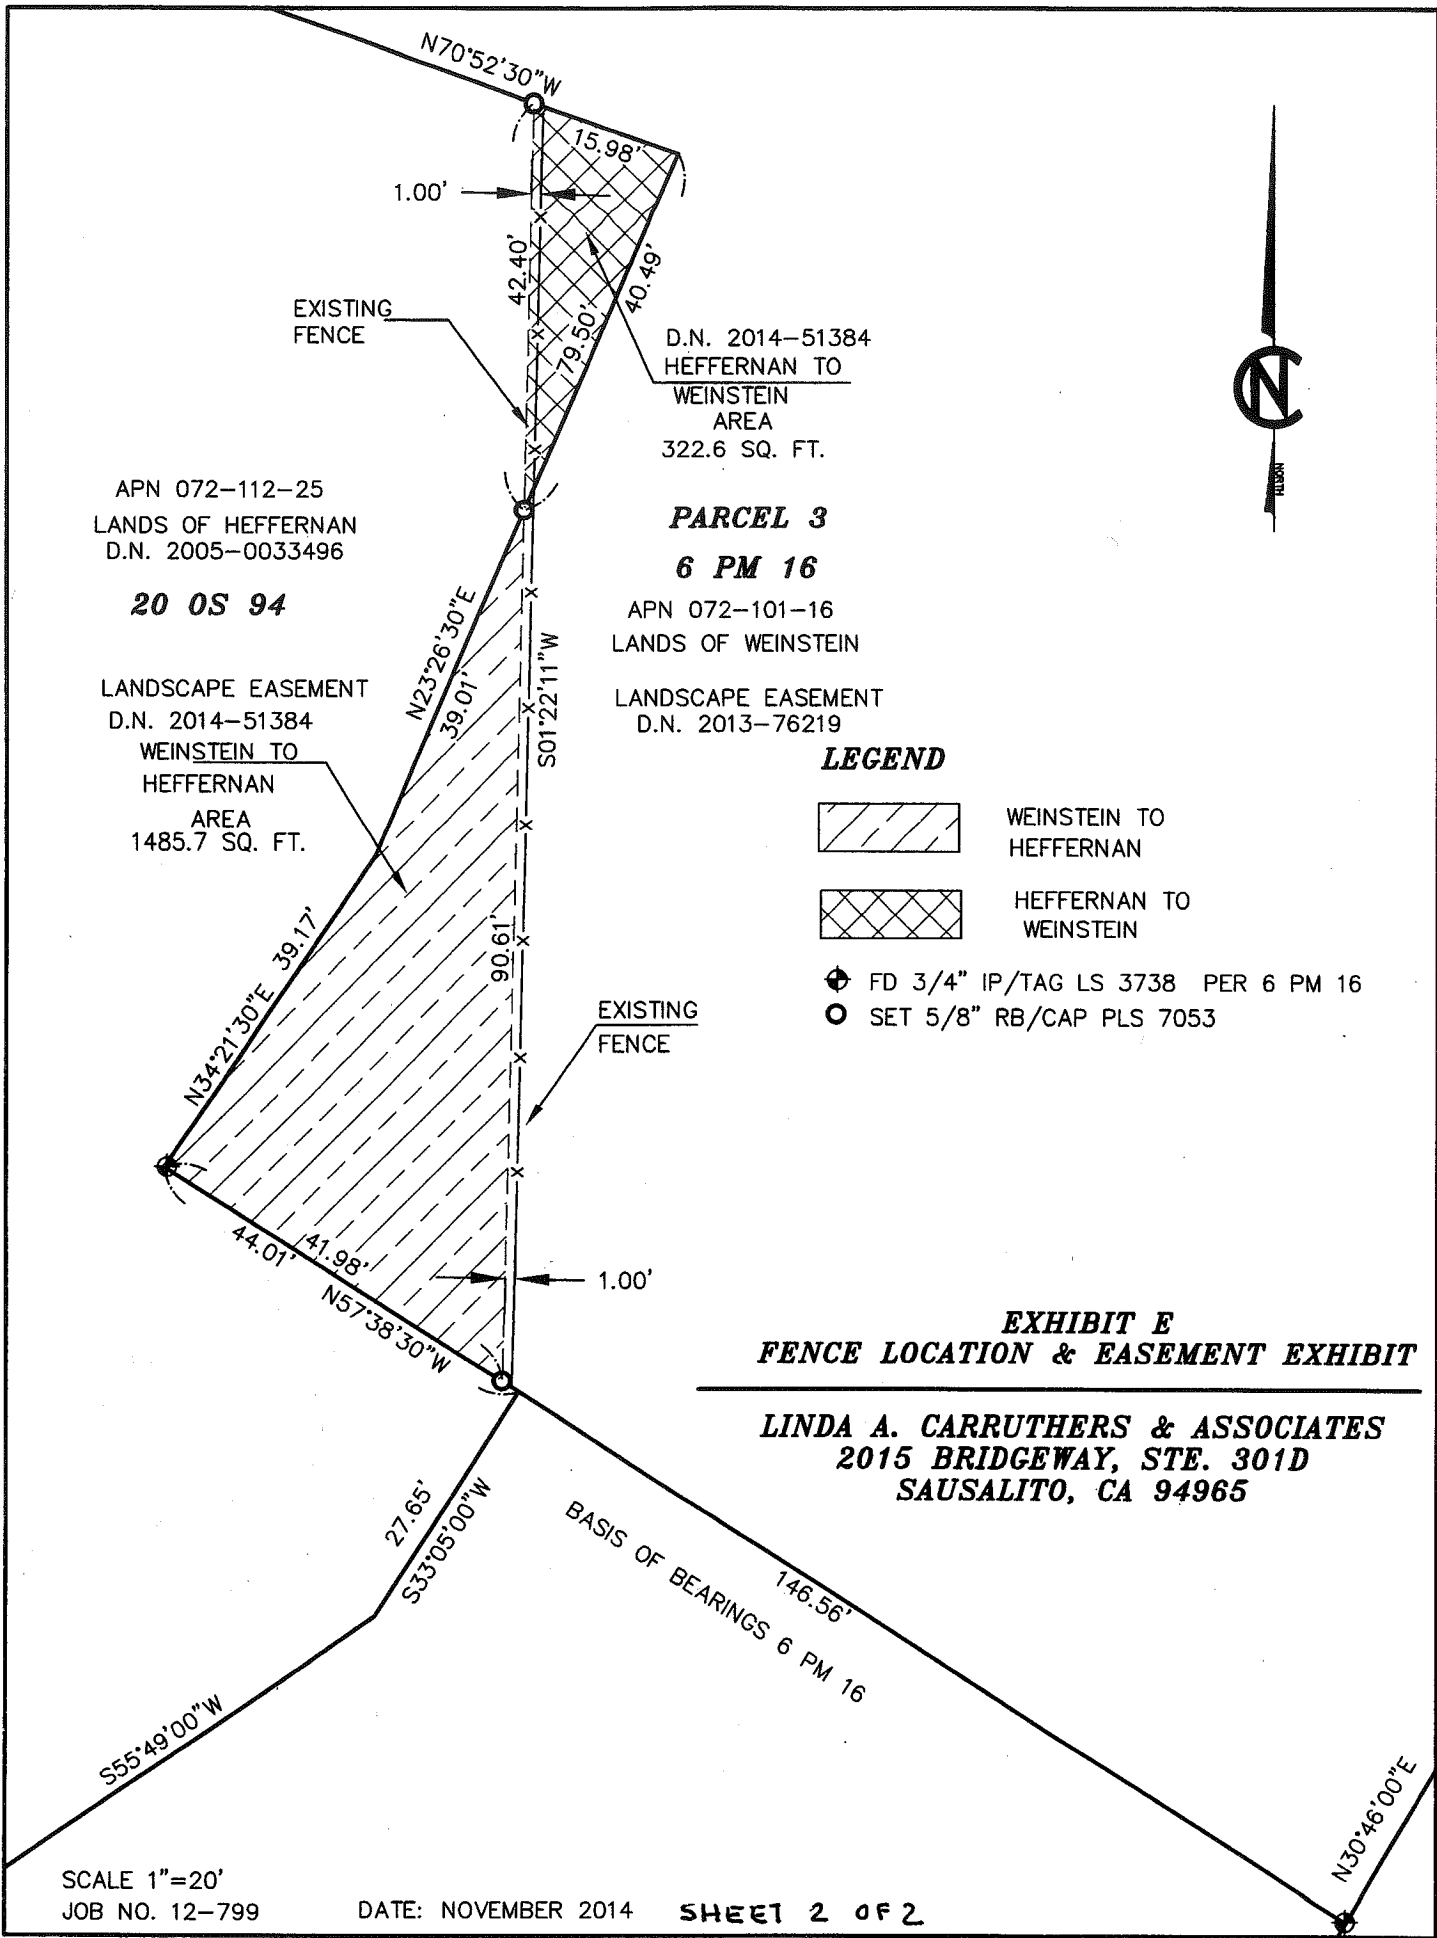 N70°52'30"W
15.98'
1.00'
42.40'
40.49'
79.50'
EXISTING
FENCE
D.N. 2014-51384
HEFFERNAN TO
WEINSTEIN
AREA
322.6 SQ. FT.
N
NORTH
APN 072-112-25
LANDS OF HEFFERNAN
D.N. 2005-0033496
20 OS 94
PARCEL 3
6 PM 16
APN 072-101-16
LANDS OF WEINSTEIN
N23°26'30"E
39.01'
S01°22'11"W
LANDSCAPE EASEMENT
D.N. 2014-51384
WEINSTEIN TO
HEFFERNAN
AREA
1485.7 SQ. FT.
LANDSCAPE EASEMENT
D.N. 2013-76219
LEGEND
WEINSTEIN TO
HEFFERNAN
HEFFERNAN TO
WEINSTEIN
FD 3/4" IP/TAG LS 3738 PER 6 PM 16
SET 5/8" RB/CAP PLS 7053
N34°21'30"E 39.17'
90.61'
EXISTING
FENCE
44.01'
41.98'
N57°38'30"W
1.00'
EXHIBIT E
FENCE LOCATION & EASEMENT EXHIBIT
LINDA A. CARRUTHERS & ASSOCIATES
2015 BRIDGEWAY, STE. 301D
SAUSALITO, CA 94965
27.65'
S33°05'00"W
BASIS OF BEARINGS 6 PM 16
146.56'
S55°49'00"W
N30°46'00"E
SCALE 1"=20'
JOB NO. 12-799
DATE: NOVEMBER 2014
SHEET 2 OF 2